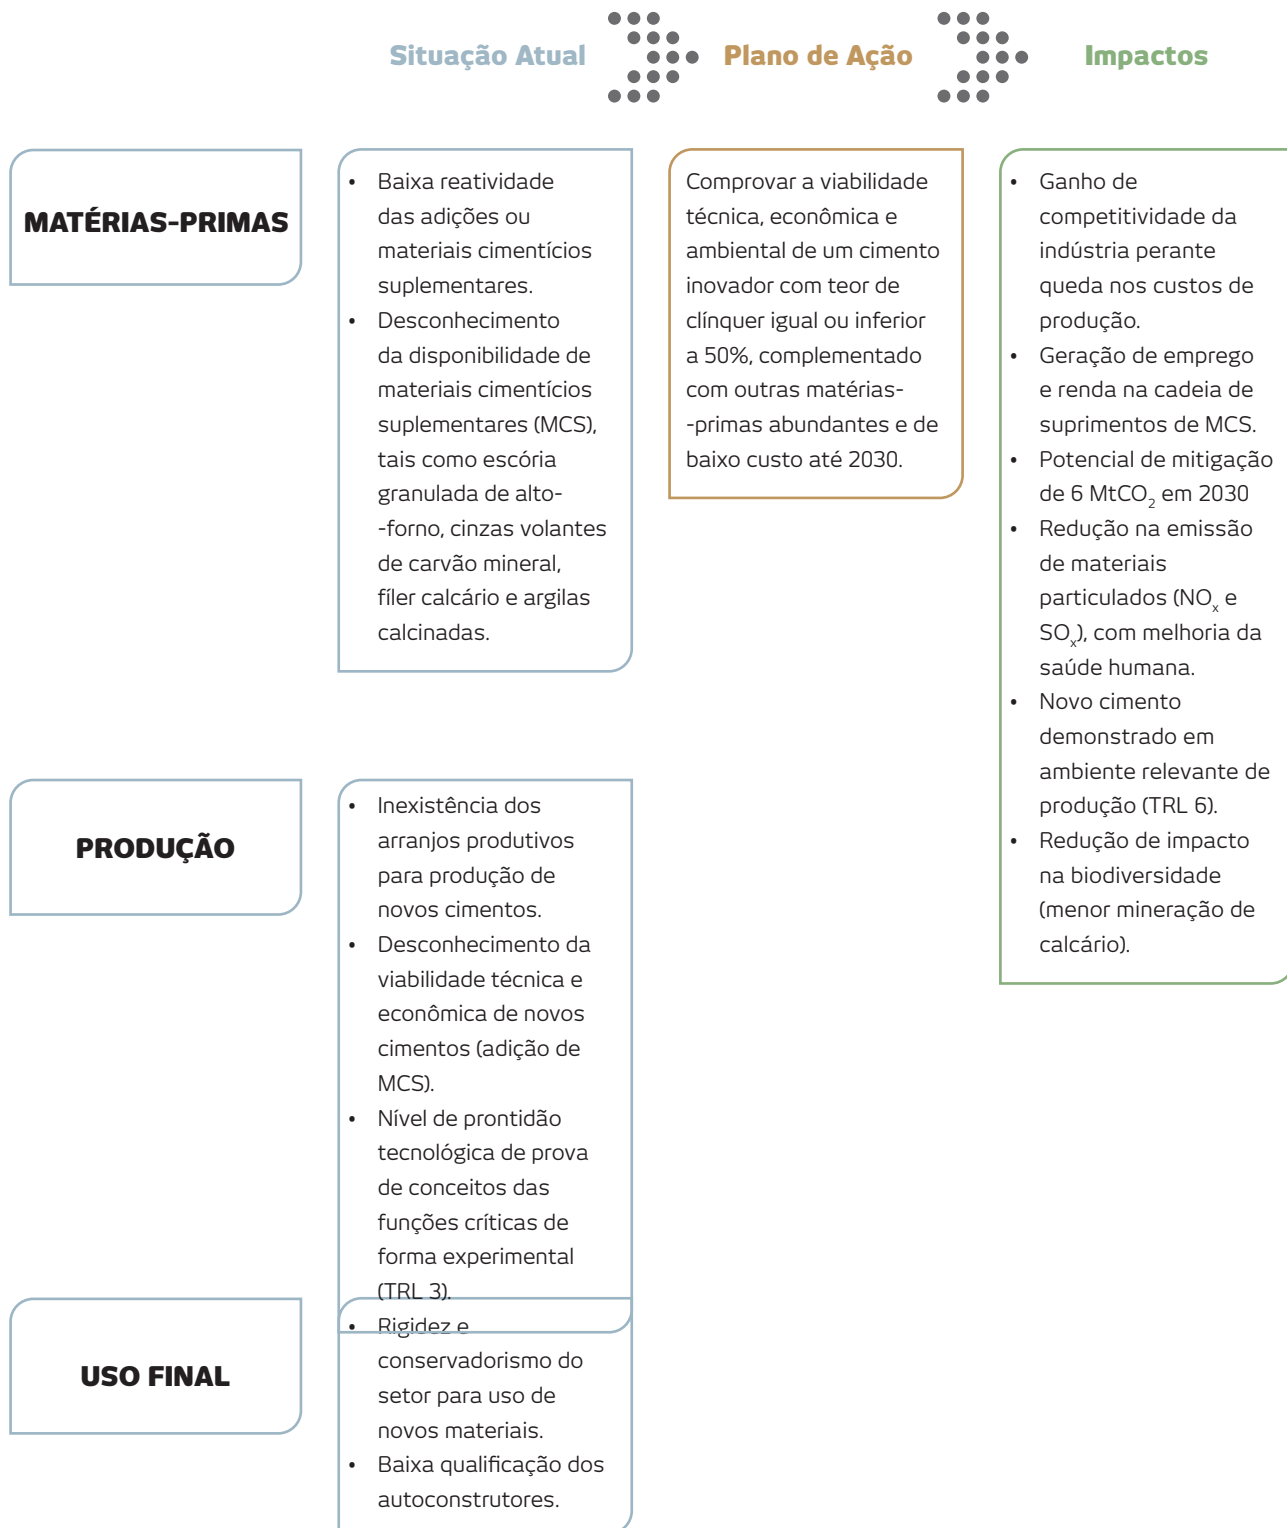 Situação Atual
Plano de Ação
Impactos
MATÉRIAS-PRIMAS
• Baixa reatividade
das adições ou
materiais cimentícios
suplementares.
• Desconhecimento
da disponibilidade de
materiais cimentícios
suplementares (MCS),
tais como escória
granulada de alto-
-forno, cinzas volantes
de carvão mineral,
fíler calcário e argilas
calcinadas.
Comprovar a viabilidade
técnica, econômica e
ambiental de um cimento
inovador com teor de
clínquer igual ou inferior
a 50%, complementado
com outras matérias-
-primas abundantes e de
baixo custo até 2030.
• Ganho de
competitividade da
indústria perante
queda nos custos de
produção.
• Geração de emprego
e renda na cadeia de
suprimentos de MCS.
• Potencial de mitigação
de 6 MtCO₂ em 2030
• Redução na emissão
de materiais
particulados (NOₓ e
SOₓ), com melhoria da
saúde humana.
• Novo cimento
demonstrado em
ambiente relevante de
produção (TRL 6).
• Redução de impacto
na biodiversidade
(menor mineração de
calcário).
PRODUÇÃO
• Inexistência dos
arranjos produtivos
para produção de
novos cimentos.
• Desconhecimento da
viabilidade técnica e
econômica de novos
cimentos (adição de
MCS).
• Nível de prontidão
tecnológica de prova
de conceitos das
funções críticas de
forma experimental
(TRL 3).
USO FINAL
• Rigidez e
conservadorismo do
setor para uso de
novos materiais.
• Baixa qualificação dos
autoconstrutores.